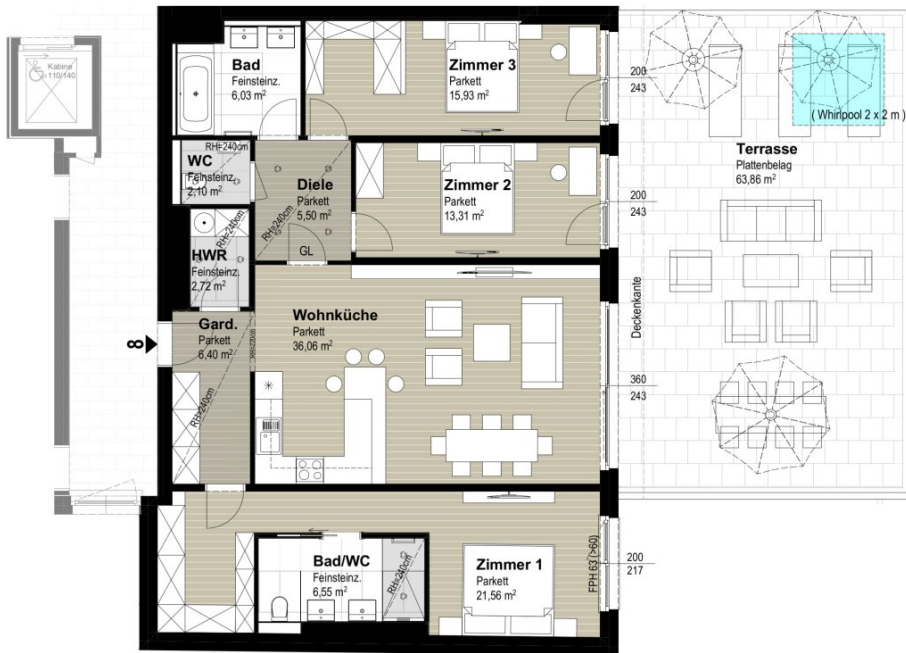 Kabine
110/140
Bad
Feinsteinz.
6,03 m²
Zimmer 3
Parkett
15,93 m²
200
243
( Whirlpool 2 x 2 m )
Terrasse
Plattenbelag
63,86 m²
RH=240cm
WC
Feinsteinz.
2,10 m²
Diele
Parkett
5,50 m²
RH=240cm
GL
Zimmer 2
Parkett
13,31 m²
200
243
RH=240cm
HWR
Feinsteinz.
2,72 m²
Gard.
Parkett
6,40 m²
8
RH=240cm
Wohnküche
Parkett
36,06 m²
Deckenkante
360
243
Bad/WC
Feinsteinz.
6,55 m²
RH=240cm
Zimmer 1
Parkett
21,56 m²
FPH 63 (>60)
200
217